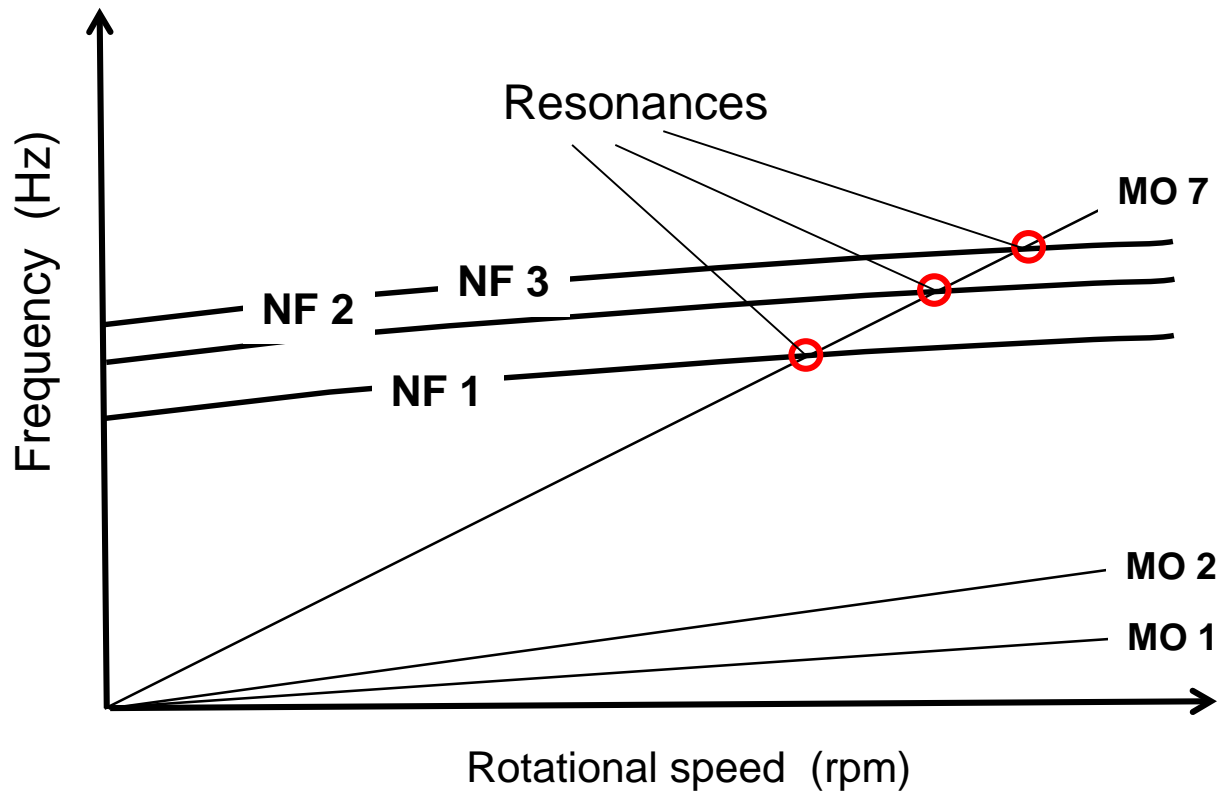 Resonances
MO 7
NF 3
NF 2
NF 1
MO 2
MO 1
Frequency (Hz)
Rotational speed (rpm)